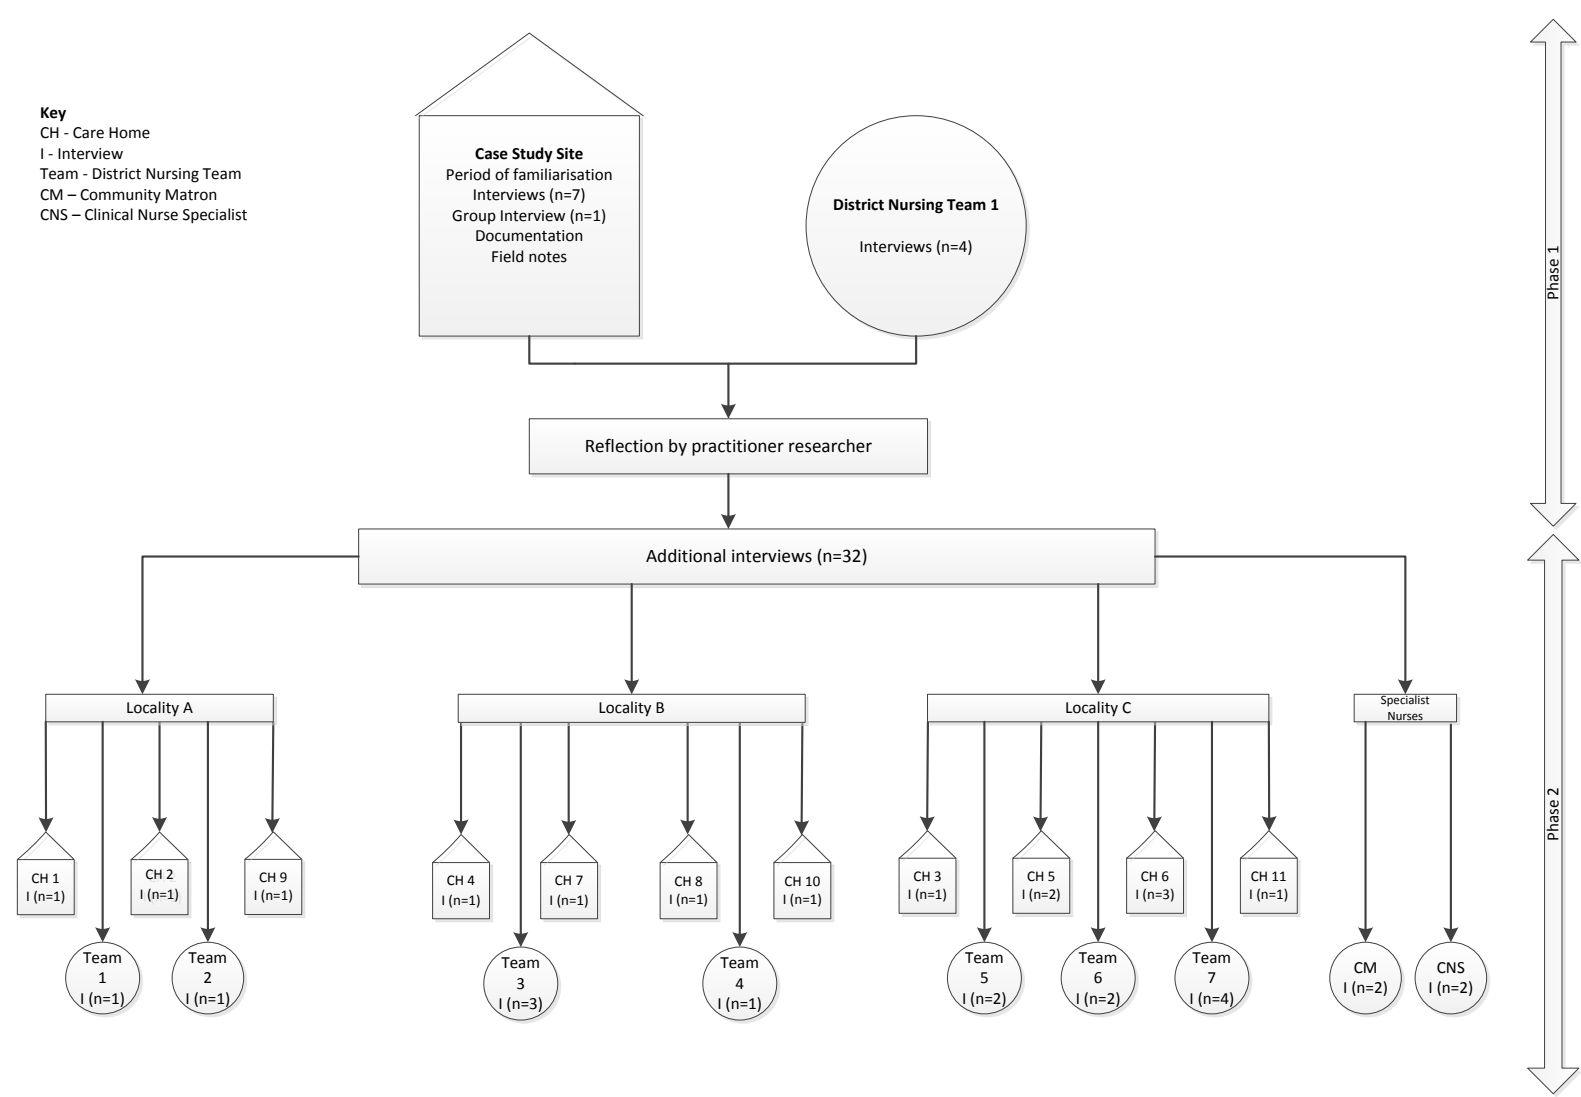 Key
CH - Care Home
I - Interview
Team - District Nursing Team
CM – Community Matron
CNS – Clinical Nurse Specialist
Case Study Site
Period of familiarisation
Interviews (n=7)
Group Interview (n=1)
Documentation
Field notes
District Nursing Team 1
Interviews (n=4)
Phase 1
Reflection by practitioner researcher
Additional interviews (n=32)
Phase 2
Locality A
Locality B
Locality C
Specialist
Nurses
CH 1
I (n=1)
CH 2
I (n=1)
CH 9
I (n=1)
CH 4
I (n=1)
CH 7
I (n=1)
CH 8
I (n=1)
CH 10
I (n=1)
CH 3
I (n=1)
CH 5
I (n=2)
CH 6
I (n=3)
CH 11
I (n=1)
Team
1
I (n=1)
Team
2
I (n=1)
Team
3
I (n=3)
Team
4
I (n=1)
Team
5
I (n=2)
Team
6
I (n=2)
Team
7
I (n=4)
CM
I (n=2)
CNS
I (n=2)